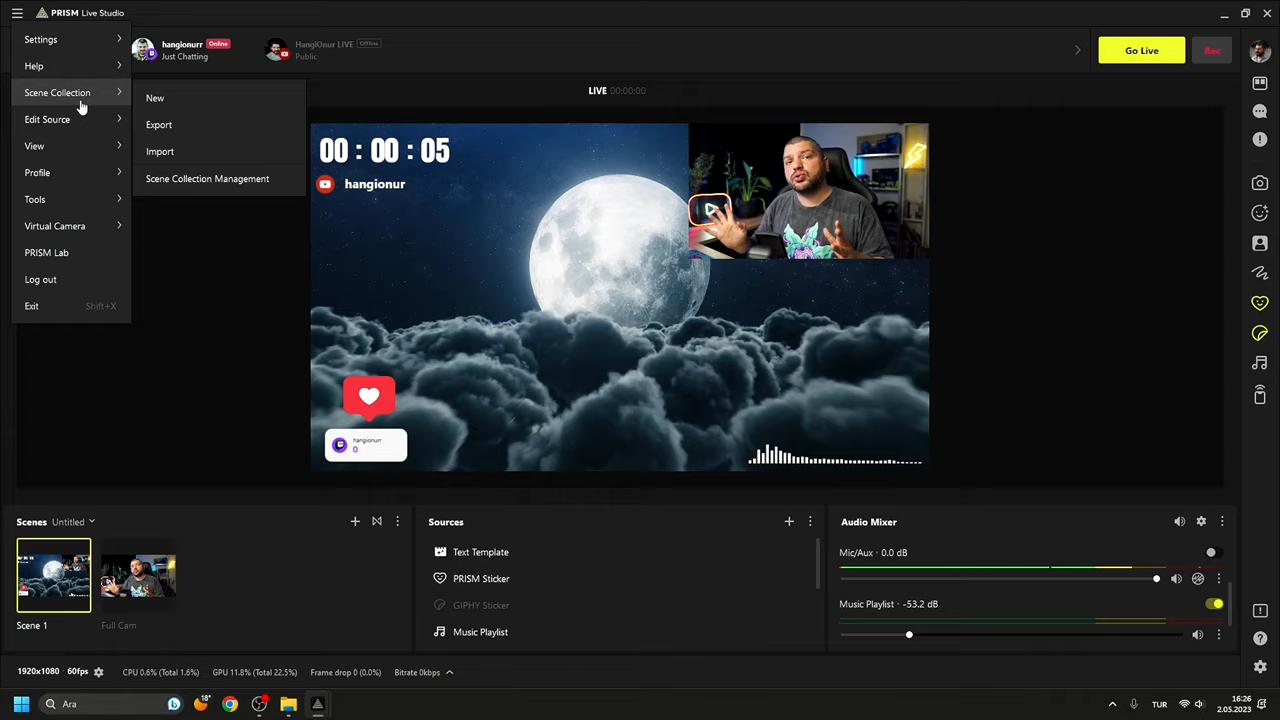 PRISM Live Studio
Settings
Help
Scene Collection
Edit Source
View
Profile
Tools
Virtual Camera
PRISM Lab
Log out
Exit Shift+X
New
Export
Import
Scene Collection Management
hangionurr Online
Just Chatting
HangiOnur LIVE Offline
Public
Go Live
Rec
LIVE 00:00:00
00 : 00 : 05
hangionur
hangionurr
0
Scenes Untitled
Scene 1
Full Cam
Sources
Text Template
PRISM Sticker
GIPHY Sticker
Music Playlist
Audio Mixer
Mic/Aux · 0.0 dB
Music Playlist · -53.2 dB
1920x1080 · 60fps
CPU 0.6% (Total 1.6%)
GPU 11.8% (Total 22.5%)
Frame drop 0 (0.0%)
Bitrate 0kbps
Ara
18°
TUR
16:26
2.05.2023